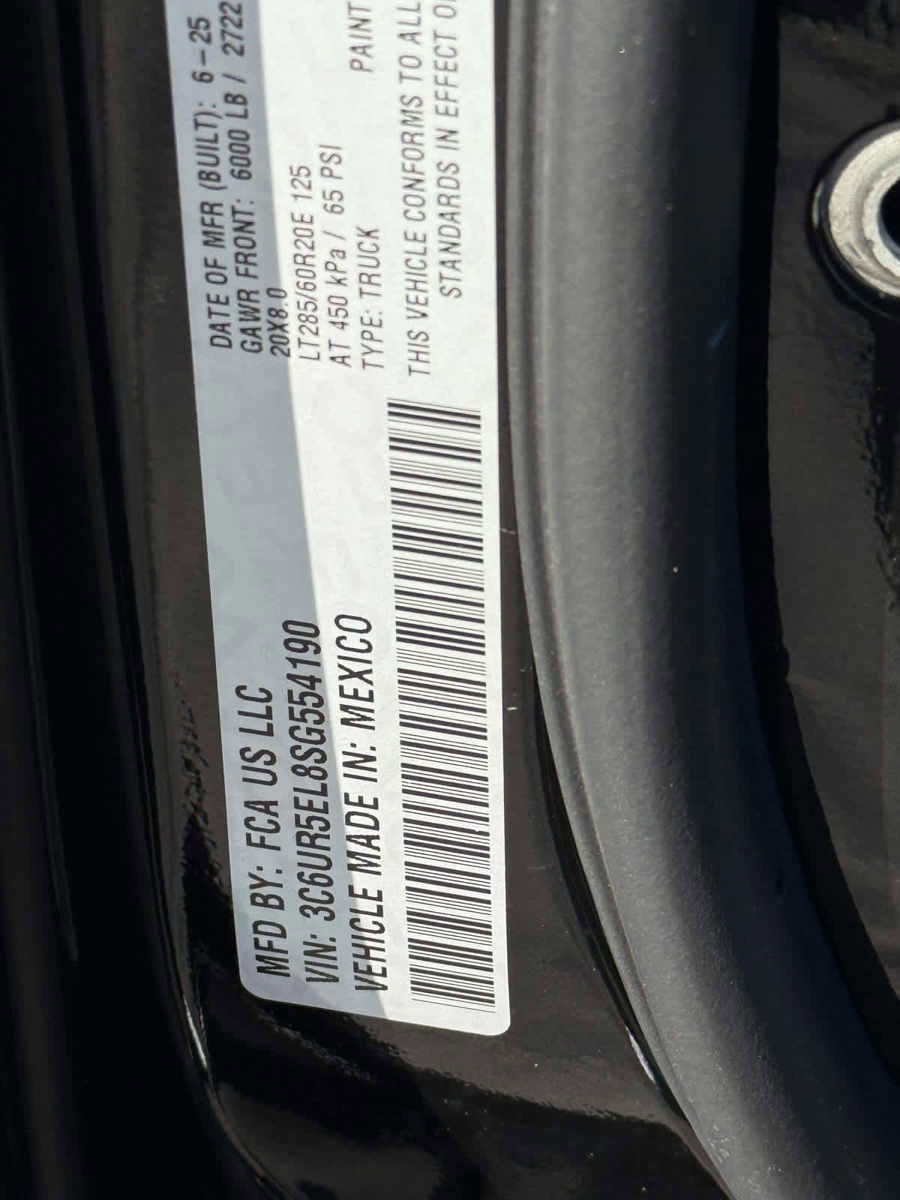 MFD BY: FCA US LLC
VIN: 3C6UR5EL8SG554190
VEHICLE MADE IN: MEXICO
DATE OF MFR (BUILT): 6-25
GAWR FRONT: 6000 LB / 2722
20X8.0
LT285/60R20E 125
AT 450 kPa / 65 PSI
TYPE: TRUCK PAINT
THIS VEHICLE CONFORMS TO ALL
STANDARDS IN EFFECT